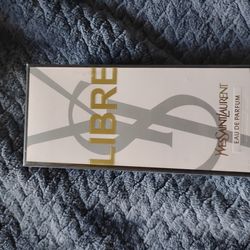 LIBRE
YVESSAINTLAURENT
EAU DE PARFUM